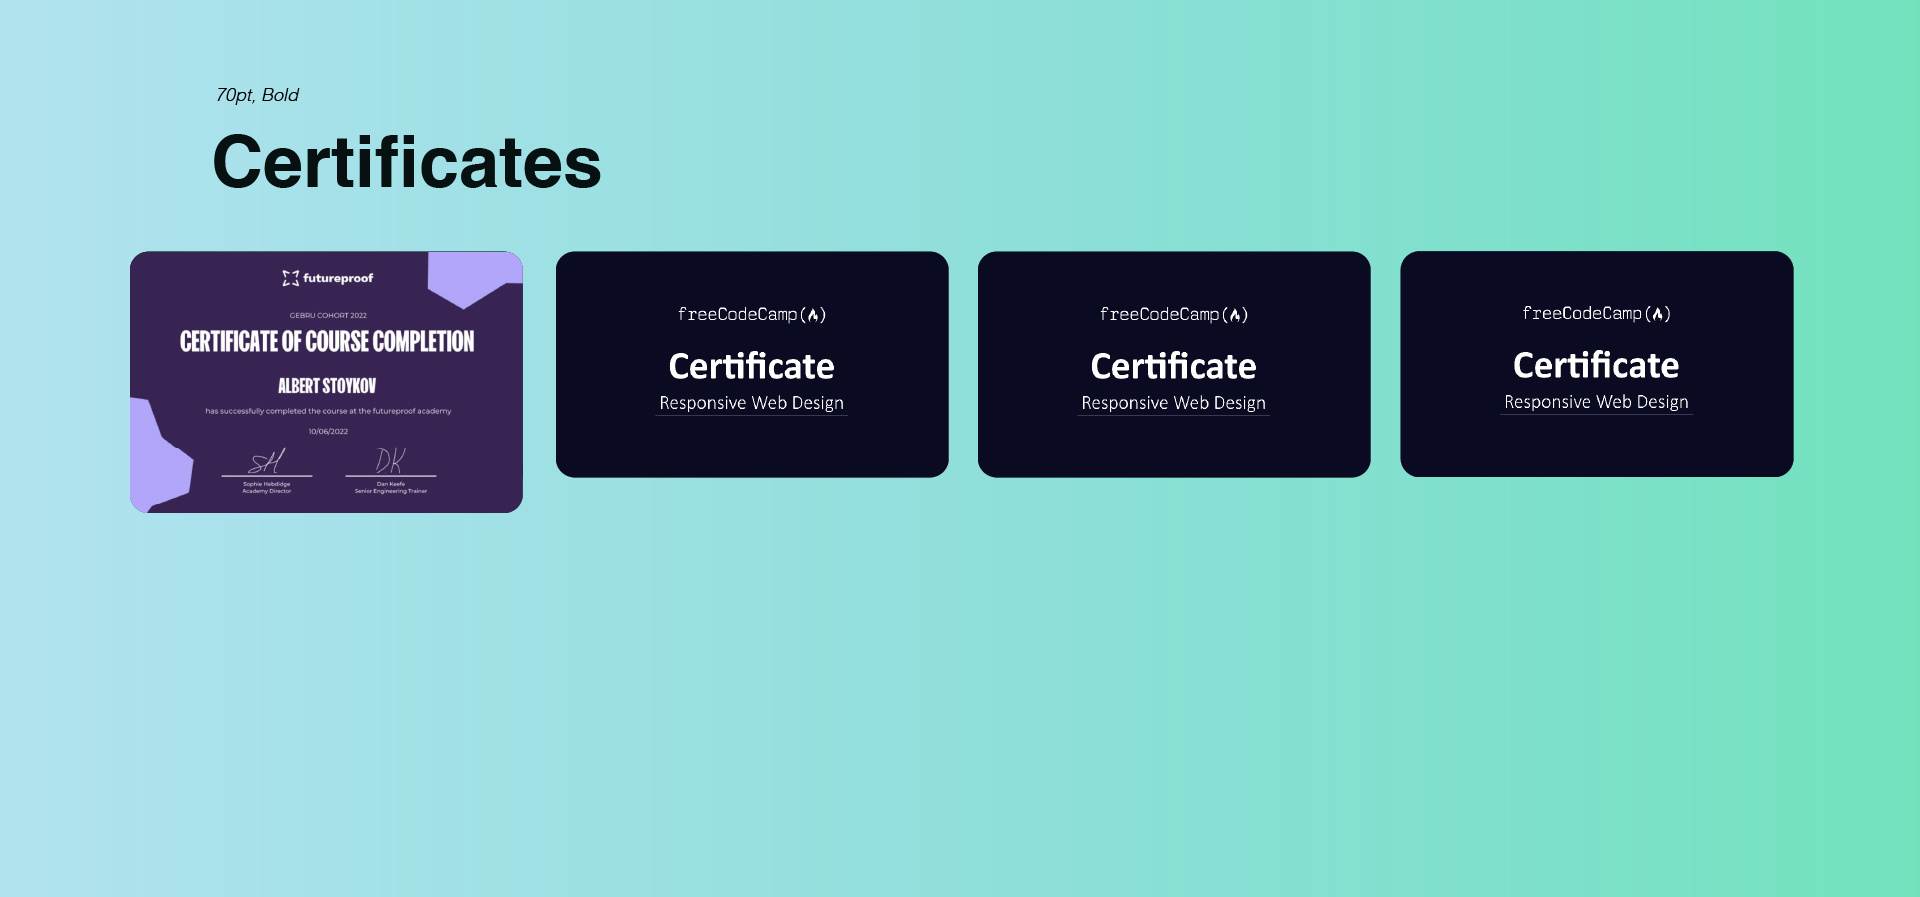 70pt, Bold
Certificates
futureproof
GEBRU COHORT 2022
CERTIFICATE OF COURSE COMPLETION
ALBERT STOYKOV
has successfully completed the course at the futureproof academy
10/06/2022
SH
DK
Sophie Hebdidge
Academy Director
Dan Keefe
Senior Engineering Trainer
freeCodeCamp
Certificate
Responsive Web Design
freeCodeCamp
Certificate
Responsive Web Design
freeCodeCamp
Certificate
Responsive Web Design